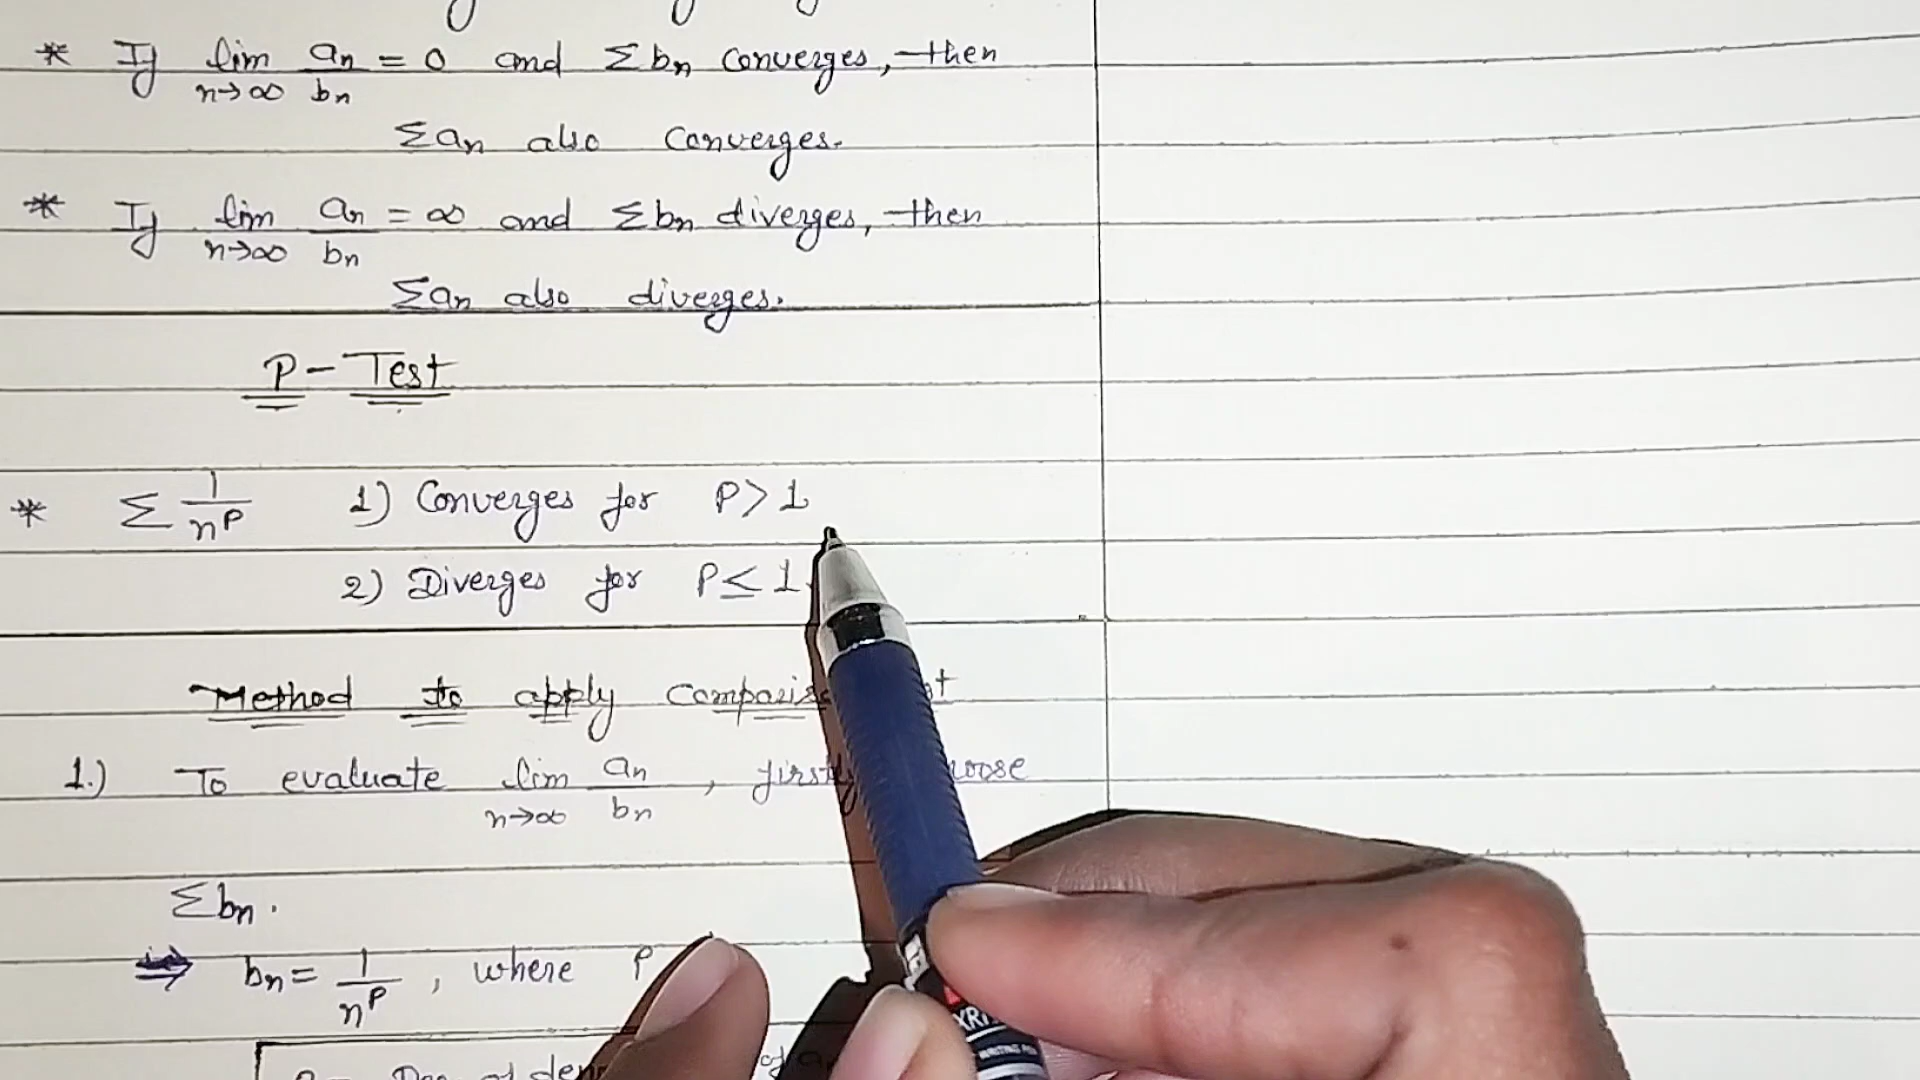 * If lim n→∞ an/bn = 0 and Σbn converges, then
Σan also converges.
* If lim n→∞ an/bn = ∞ and Σbn diverges, then
Σan also diverges.
P-Test
* Σ 1/n^P 1) Converges for P>1
2) Diverges for P≤1.
Method to apply
1.) To evaluate lim n→∞ an/bn,
Σbn.
⇒ bn = 1/n^P, where P